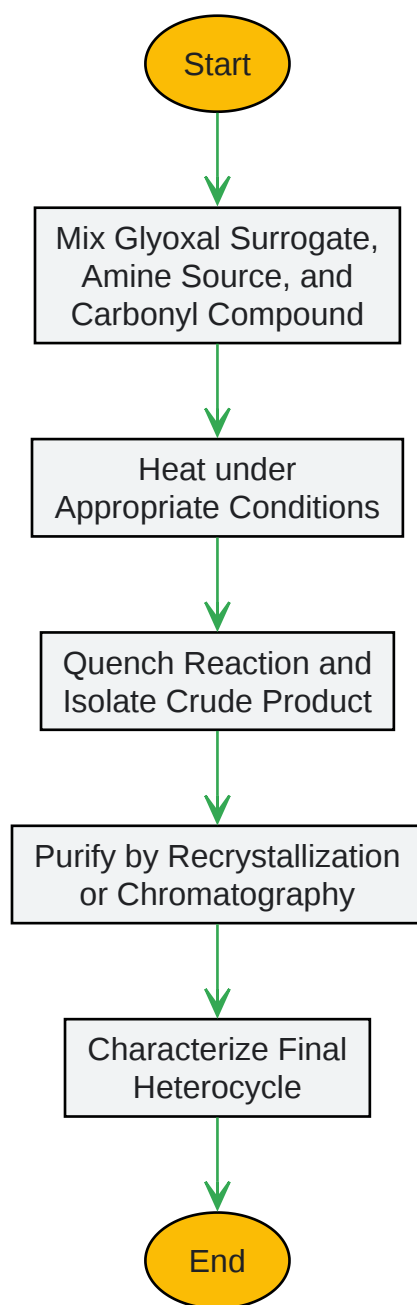 Start
Mix Glyoxal Surrogate,
Amine Source, and
Carbonyl Compound
Heat under
Appropriate Conditions
Quench Reaction and
Isolate Crude Product
Purify by Recrystallization
or Chromatography
Characterize Final
Heterocycle
End